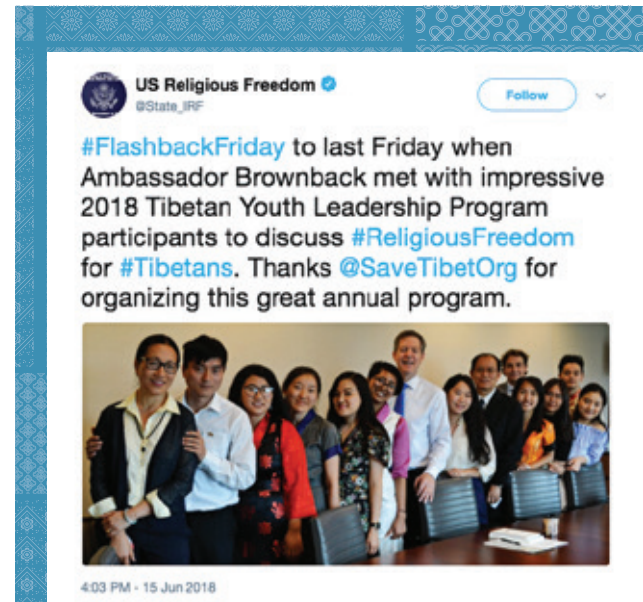 US Religious Freedom
@State_IRF
Follow
#FlashbackFriday to last Friday when
Ambassador Brownback met with impressive
2018 Tibetan Youth Leadership Program
participants to discuss #ReligiousFreedom
for #Tibetans. Thanks @SaveTibetOrg for
organizing this great annual program.
4:03 PM - 15 Jun 2018